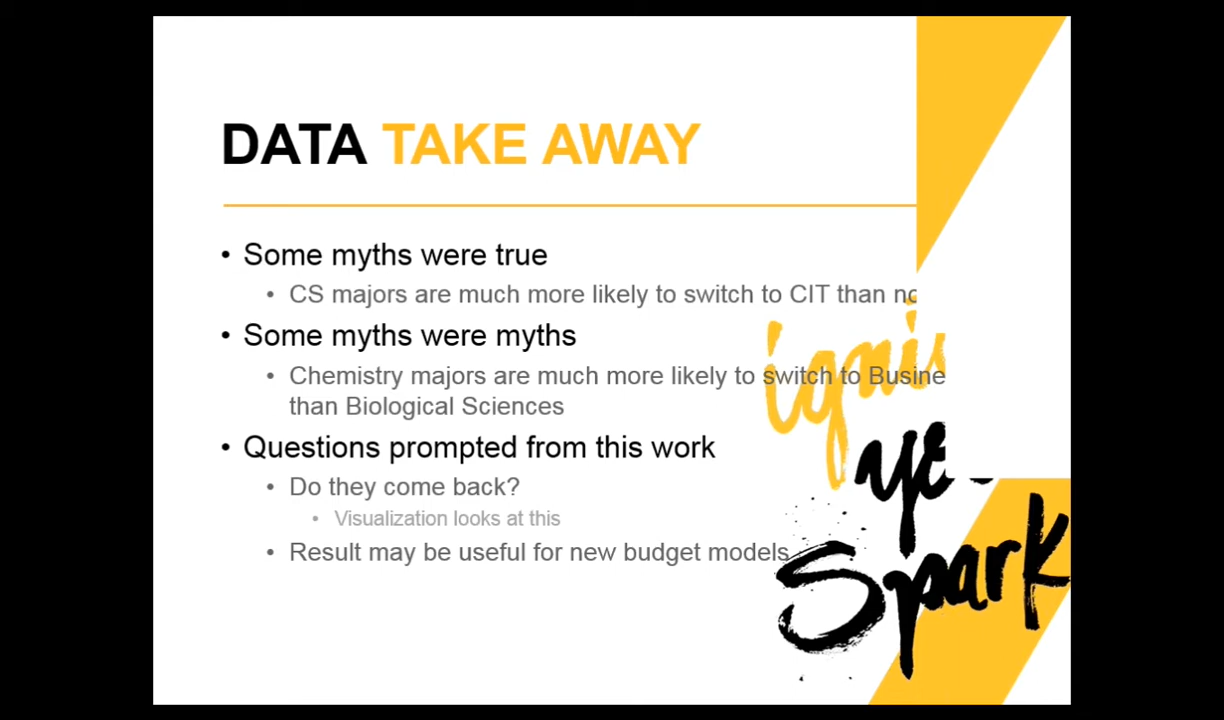 DATA TAKE AWAY
• Some myths were true
• CS majors are much more likely to switch to CIT than
• Some myths were myths
• Chemistry majors are much more likely to switch to Busine
than Biological Sciences
• Questions prompted from this work
• Do they come back?
• Visualization looks at this
• Result may be useful for new budget models
igni
yo
Spark